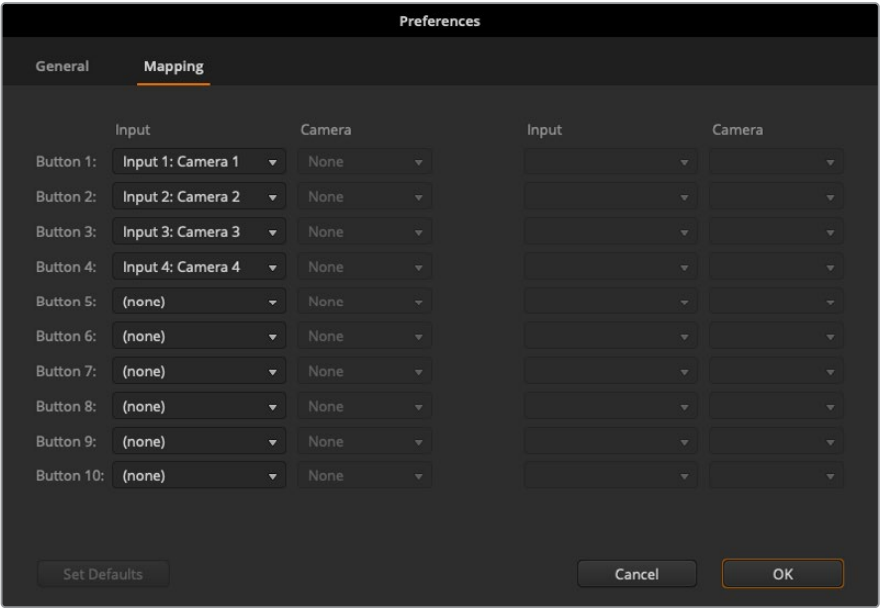 Preferences
General Mapping
Input Camera Input Camera
Button 1: Input 1: Camera 1 None
Button 2: Input 2: Camera 2 None
Button 3: Input 3: Camera 3 None
Button 4: Input 4: Camera 4 None
Button 5: (none) None
Button 6: (none) None
Button 7: (none) None
Button 8: (none) None
Button 9: (none) None
Button 10: (none) None
Set Defaults Cancel OK